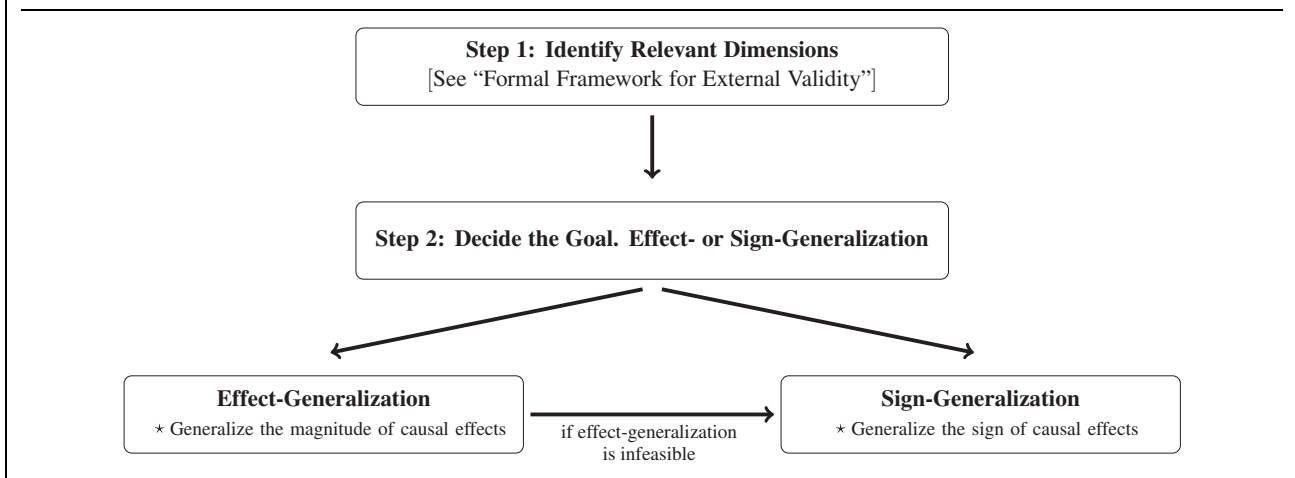 Step 1: Identify Relevant Dimensions
[See “Formal Framework for External Validity”]
Step 2: Decide the Goal. Effect- or Sign-Generalization
Effect-Generalization
⋆ Generalize the magnitude of causal effects
if effect-generalization
is infeasible
Sign-Generalization
⋆ Generalize the sign of causal effects